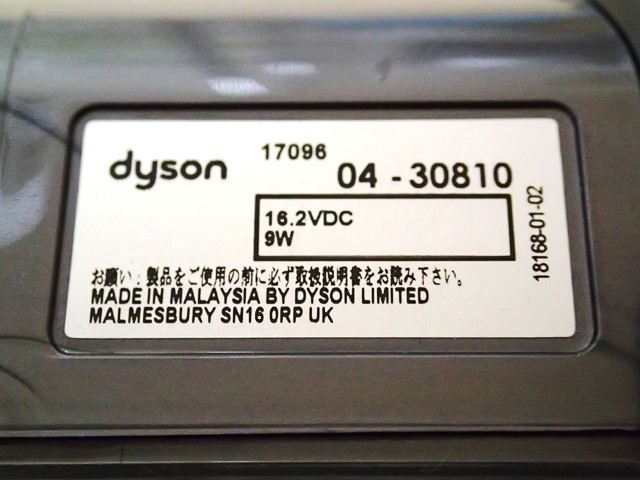 dyson
17096
04 - 30810
16.2VDC
9W
18168-01-02
お願い：製品をご使用の前に必ず取扱説明書をお読み下さい。
MADE IN MALAYSIA BY DYSON LIMITED
MALMESBURY SN16 0RP UK